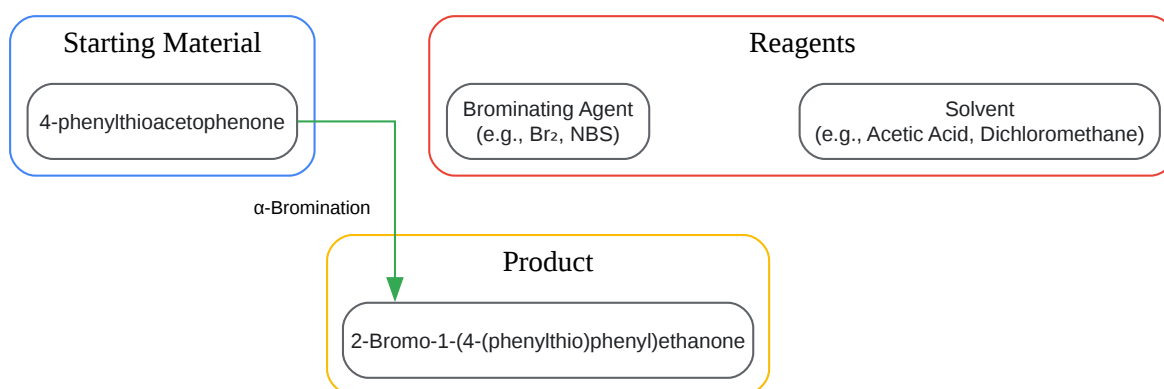 Starting Material
4-phenylthioacetophenone
Reagents
Brominating Agent
(e.g., Br₂, NBS)
Solvent
(e.g., Acetic Acid, Dichloromethane)
α-Bromination
Product
2-Bromo-1-(4-(phenylthio)phenyl)ethanone